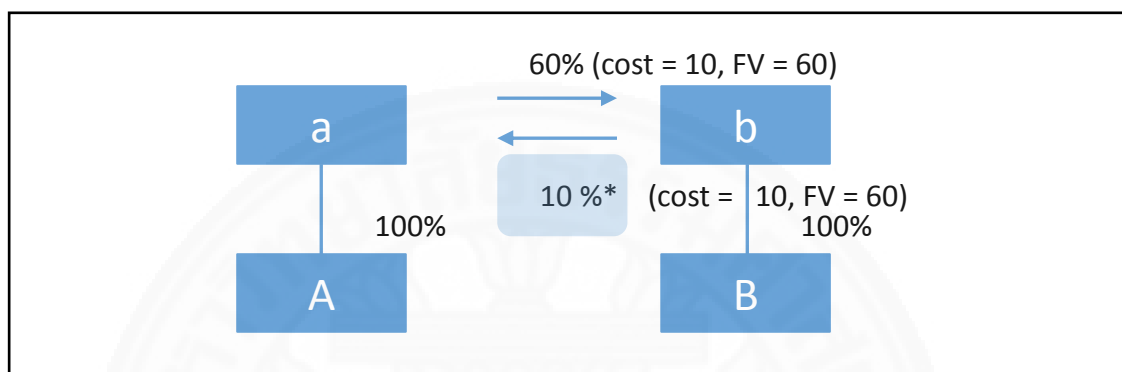 60% (cost = 10, FV = 60)
a
b
10 %* (cost = 10, FV = 60)
100%
100%
A
B